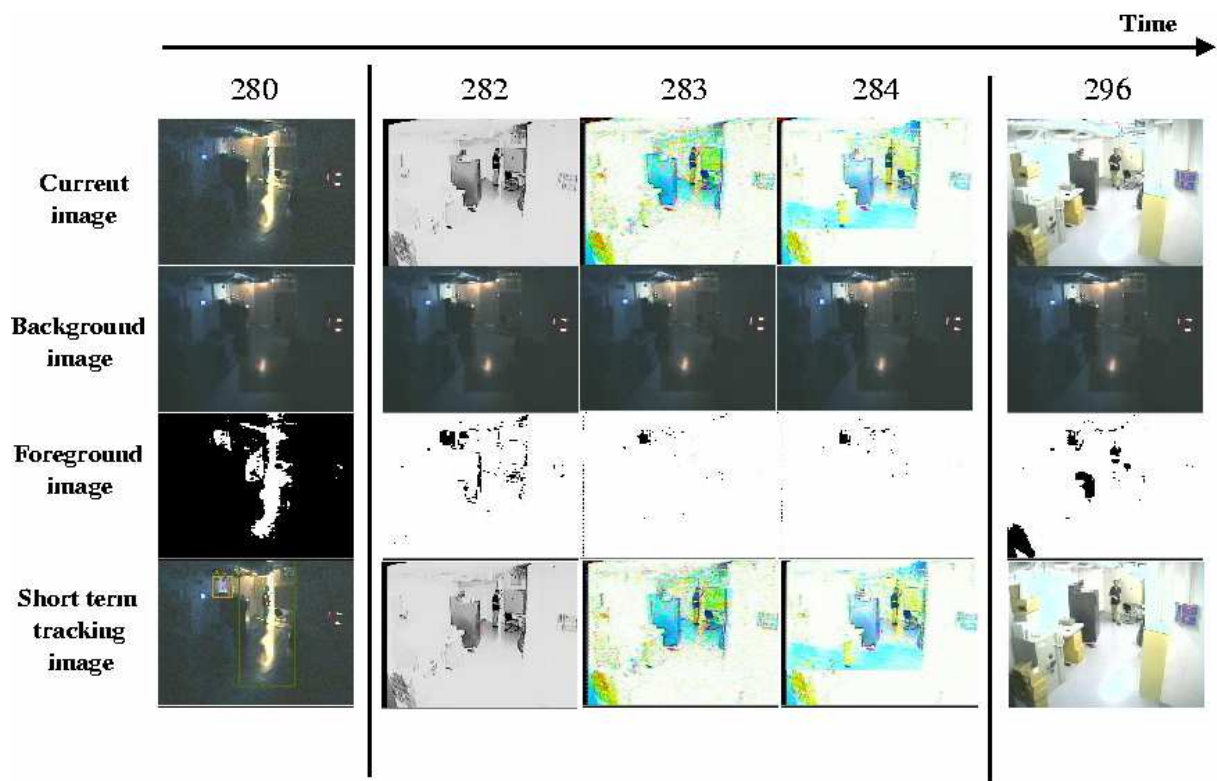 Time
280 282 283 284 296
Current
image
Background
image
Foreground
image
Short term
tracking
image